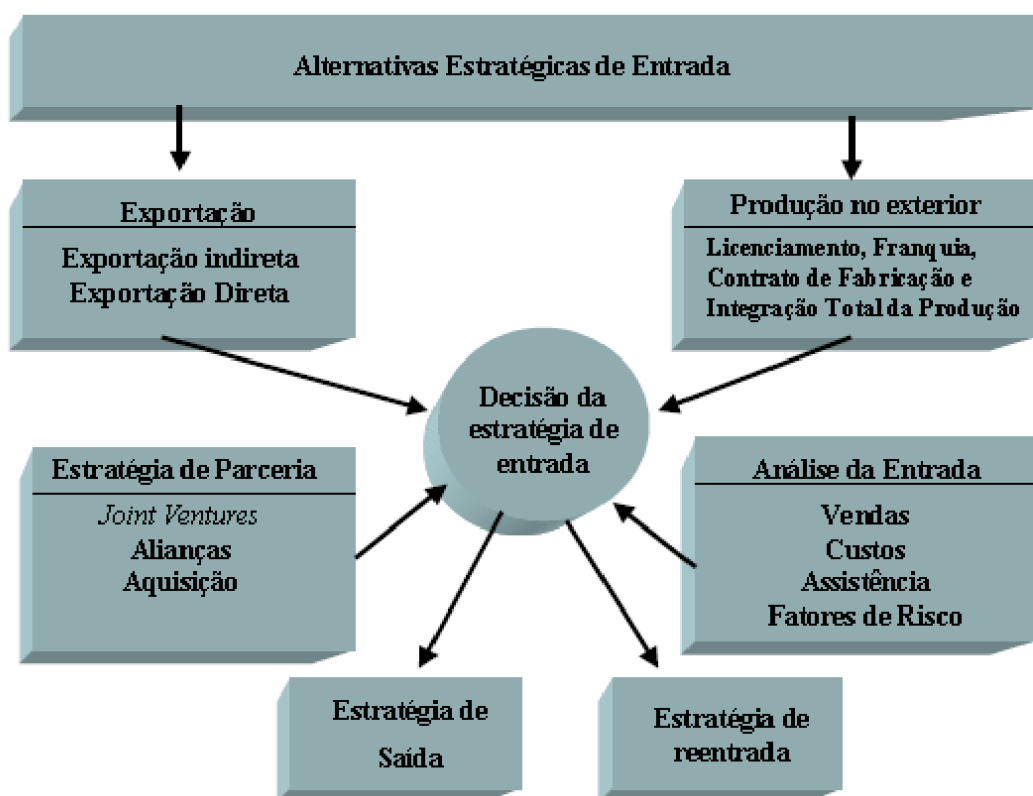 Alternativas Estratégicas de Entrada
Exportação
Exportação indireta
Exportação Direta
Produção no exterior
Licenciamento, Franquia,
Contrato de Fabricação e
Integração Total da Produção
Decisão da
estratégia de
entrada
Estratégia de Parceria
Joint Ventures
Alianças
Aquisição
Análise da Entrada
Vendas
Custos
Assistência
Fatores de Risco
Estratégia de
Saída
Estratégia de
reentrada